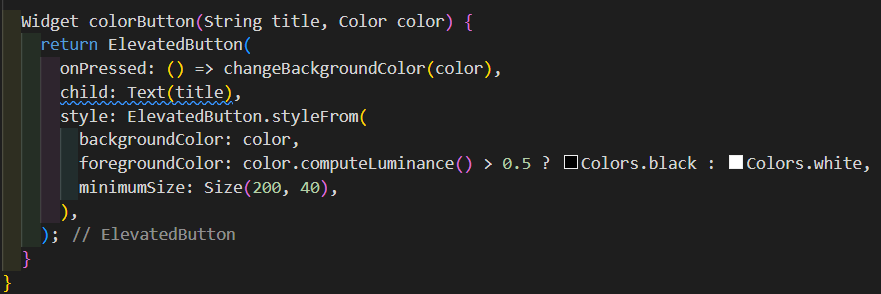 Widget colorButton(String title, Color color) {
return ElevatedButton(
onPressed: () => changeBackgroundColor(color),
child: Text(title),
style: ElevatedButton.styleFrom(
backgroundColor: color,
foregroundColor: color.computeLuminance() > 0.5 ? Colors.black : Colors.white,
minimumSize: Size(200, 40),
),
); // ElevatedButton
}
}